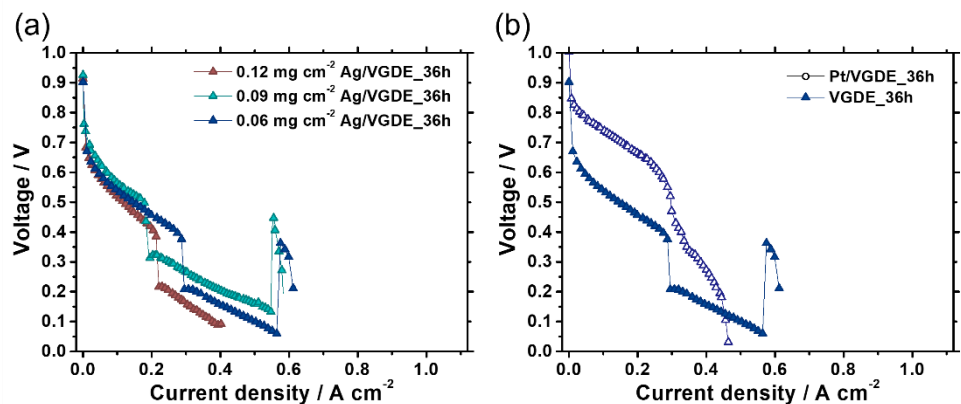 (a)
0.12 mg cm⁻² Ag/VGDE_36h
0.09 mg cm⁻² Ag/VGDE_36h
0.06 mg cm⁻² Ag/VGDE_36h
Voltage / V
1.0
0.9
0.8
0.7
0.6
0.5
0.4
0.3
0.2
0.1
0.0
0.0 0.2 0.4 0.6 0.8 1.0
Current density / A cm⁻²
(b)
Pt/VGDE_36h
VGDE_36h
Voltage / V
1.0
0.9
0.8
0.7
0.6
0.5
0.4
0.3
0.2
0.1
0.0
0.0 0.2 0.4 0.6 0.8 1.0
Current density / A cm⁻²